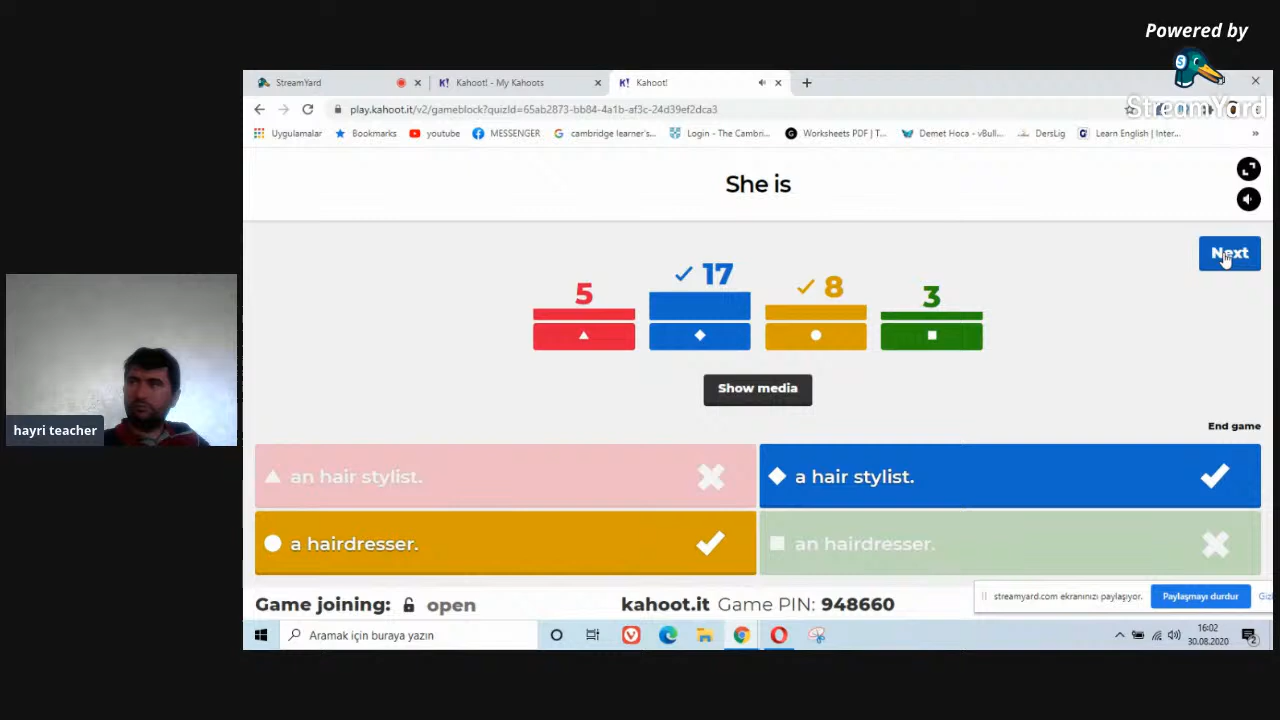 Powered by
StreamYard
StreamYard
Kahoot! - My Kahoots
Kahoot!
play.kahoot.it/v2/gameblock?quizId=65ab2873-bb84-4a1b-af3c-24d39ef2dca3
Uygulamalar
Bookmarks
youtube
MESSENGER
cambridge learner's...
Login - The Cambri...
Worksheets PDF | T...
Demet Hoca - vBull...
DersLig
Learn English | Inter...
She is
Next
5
17
8
3
Show media
End game
an hair stylist.
a hair stylist.
a hairdresser.
an hairdresser.
hayri teacher
Game joining: open
kahoot.it Game PIN: 948660
streamyard.com ekranınızı paylaşıyor.
Paylaşmayı durdur
Aramak için buraya yazın
16:02
30.08.2020
2